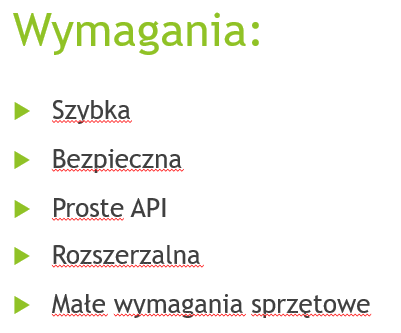 Wymagania:
Szybka
Bezpieczna
Proste API
Rozszerzalna
Małe wymagania sprzętowe